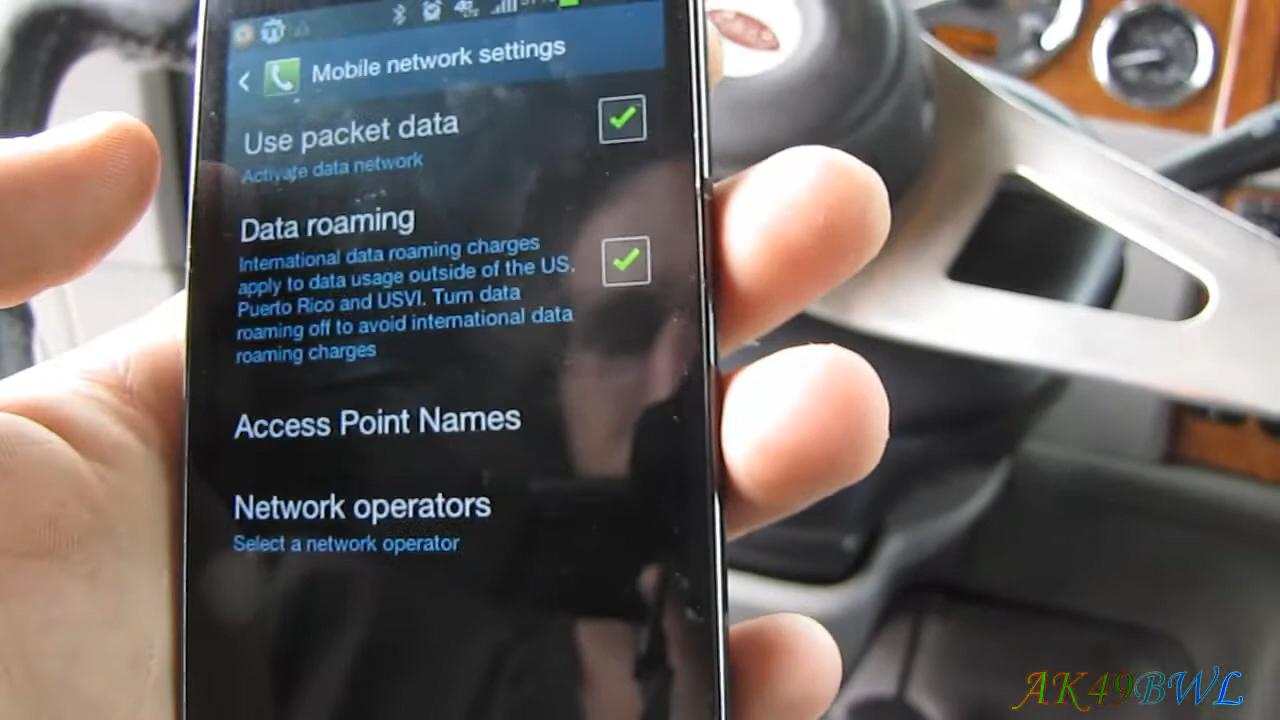 Mobile network settings
Use packet data
Activate data network
Data roaming
International data roaming charges
apply to data usage outside of the US,
Puerto Rico and USVI. Turn data
roaming off to avoid international data
roaming charges
Access Point Names
Network operators
Select a network operator
AK49BWL